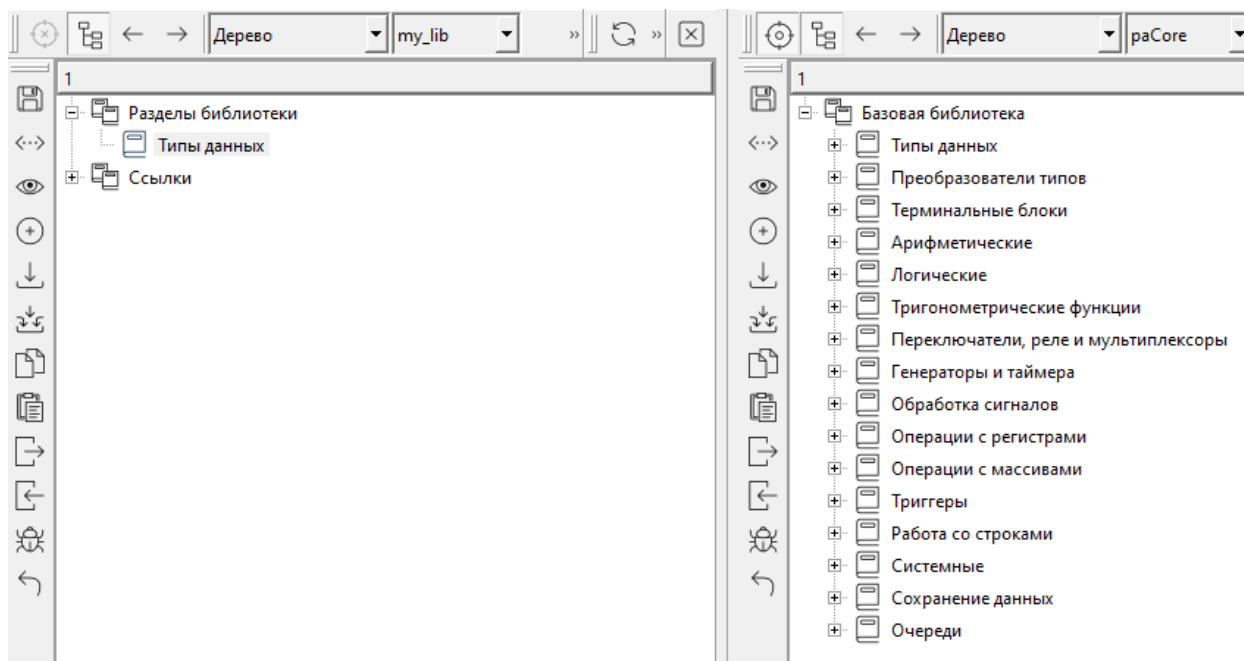 Дерево my_lib » »
1
Разделы библиотеки
Типы данных
Ссылки
Дерево paCore
1
Базовая библиотека
Типы данных
Преобразователи типов
Терминальные блоки
Арифметические
Логические
Тригонометрические функции
Переключатели, реле и мультиплексоры
Генераторы и таймера
Обработка сигналов
Операции с регистрами
Операции с массивами
Триггеры
Работа со строками
Системные
Сохранение данных
Очереди